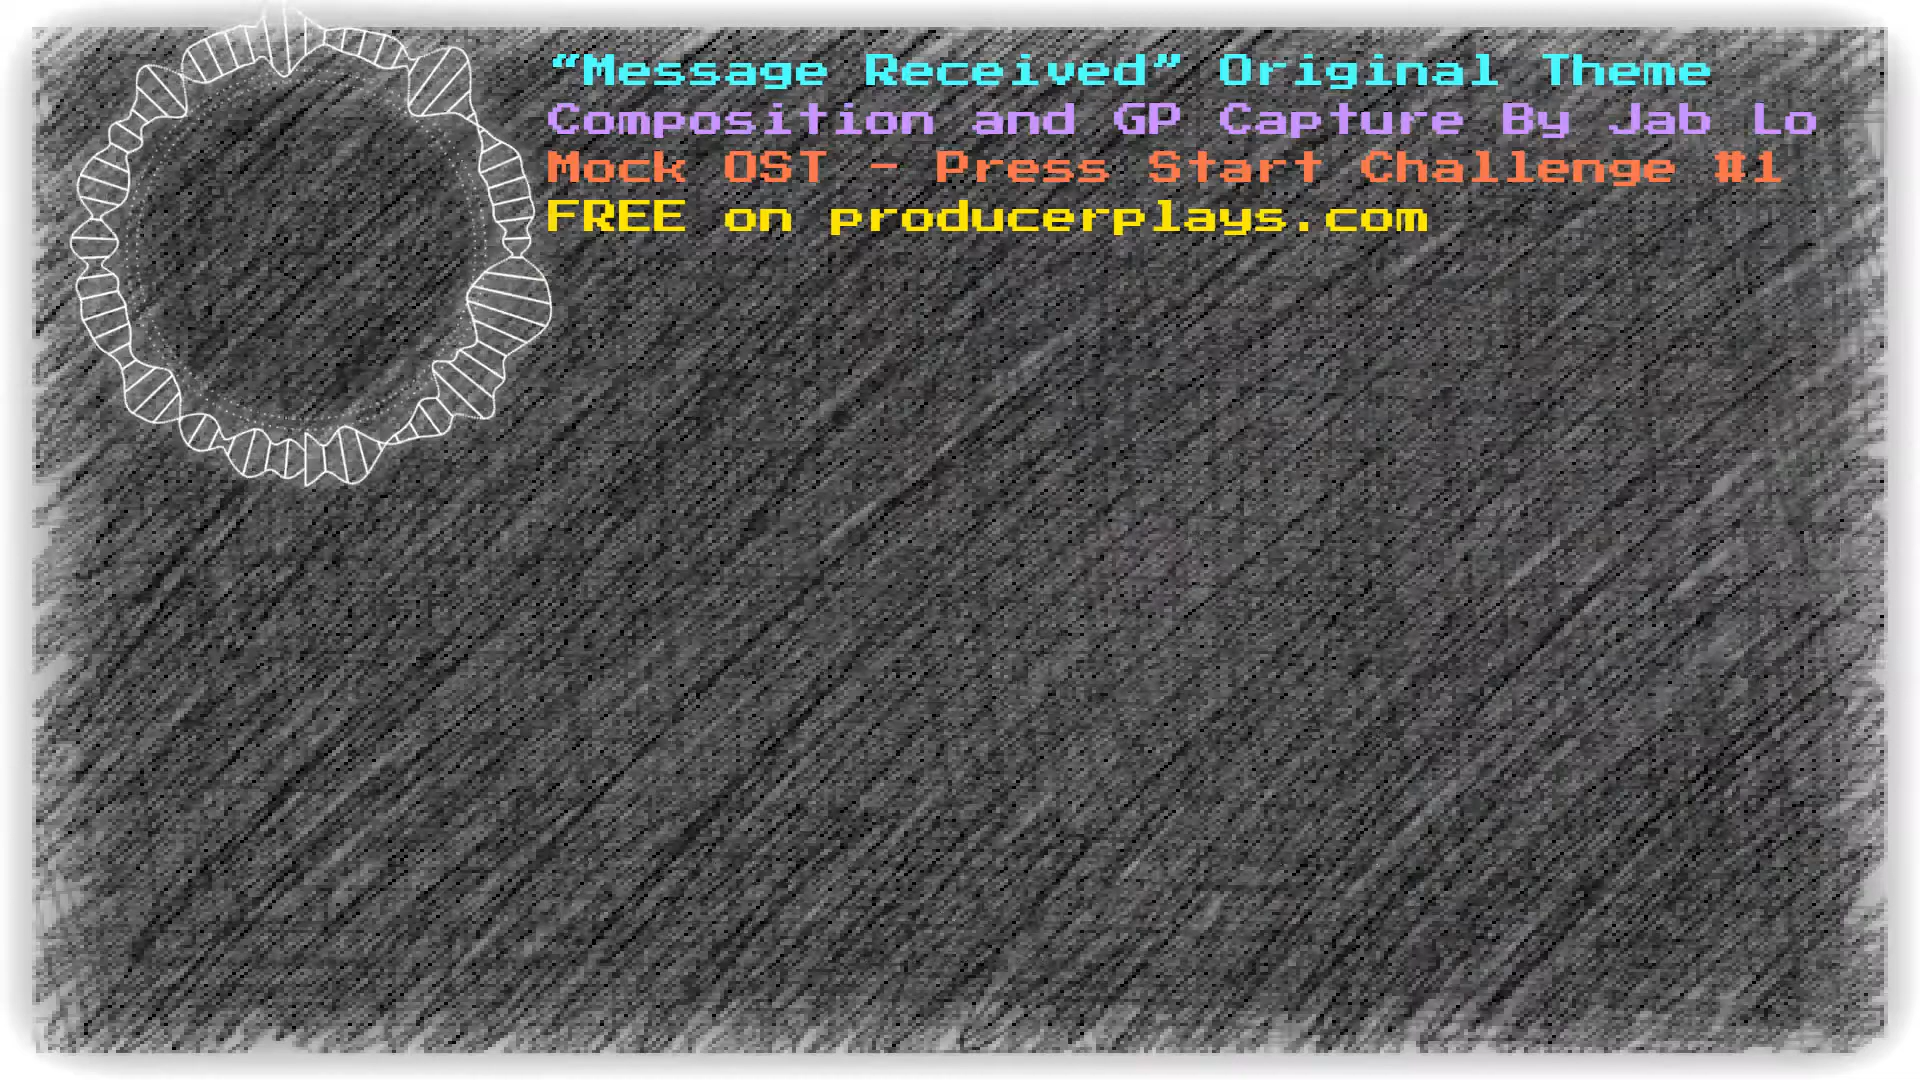 “Message Received” Original Theme
Composition and GP Capture By Jab Lo
Mock OST - Press Start Challenge #1
FREE on producerplays.com